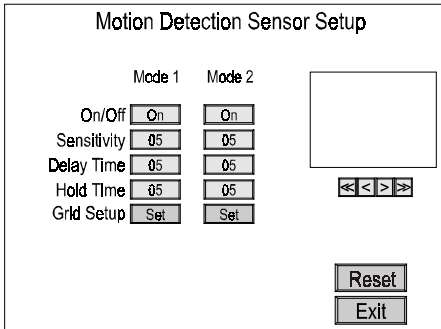 Motion Detection Sensor Setup
Mode 1 Mode 2
On/Off On On
Sensitivity 05 05
Delay Time 05 05
Hold Time 05 05
Grid Setup Set Set
≪ < > ≫
Reset
Exit